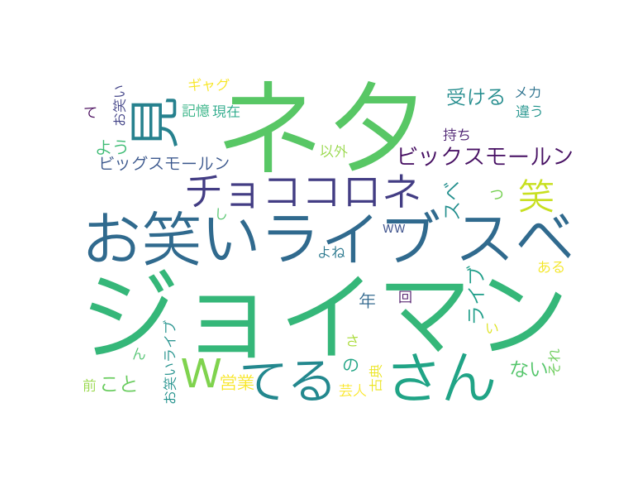 ネタ
見
ギャグ
お笑い
て
記憶
現在
受ける
メカ
違う
持ち
よう
以外
ビッグスモールン
ビックスモールン
チョココロネ
スベ
っ
笑
し
お笑いライブ
スベ
ww
よね
ある
ジョイマン
ライブ
年
回
い
さ
ん
お笑いライブ
の
ない
それ
w
てる
さん
営業
芸人
古典
前
こと